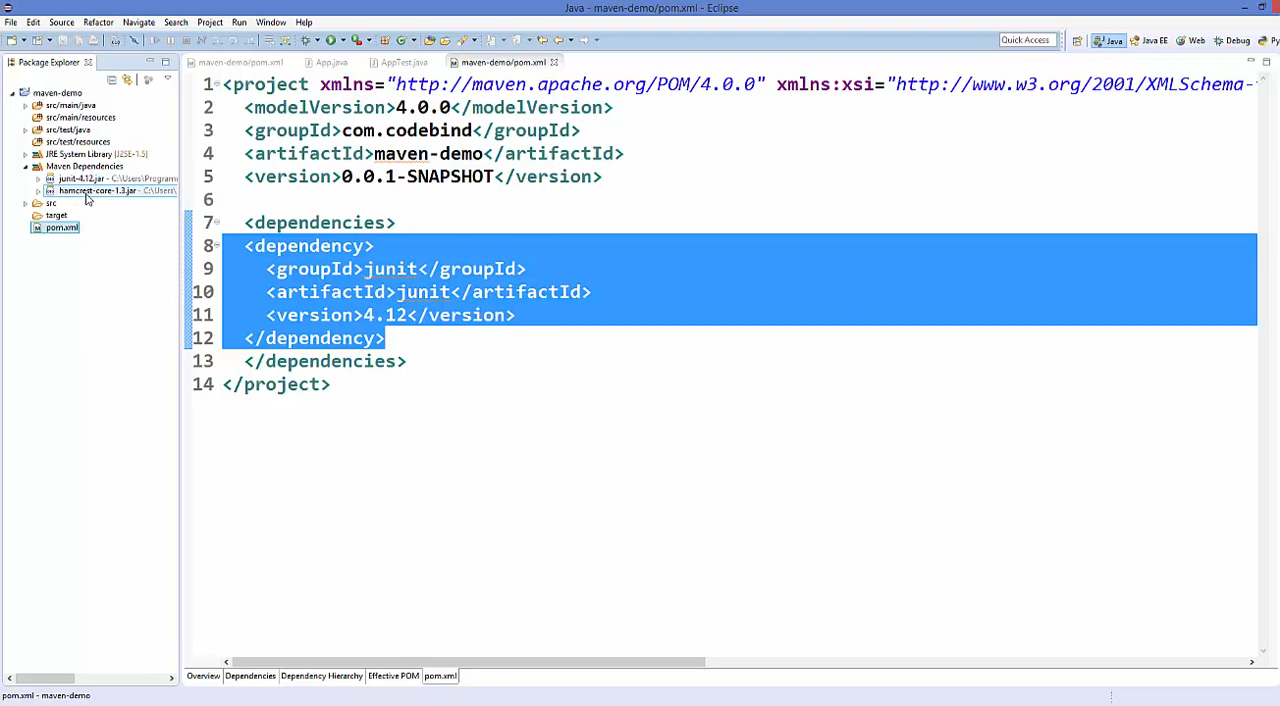 Java - maven-demo/pom.xml - Eclipse
File Edit Source Refactor Navigate Search Project Run Window Help
Quick Access Java Java EE Web Debug Py
Package Explorer
maven-demo/pom.xml App.java AppTest.java maven-demo/pom.xml
maven-demo
src/main/java
src/main/resources
src/test/java
src/test/resources
JRE System Library [J2SE-1.5]
Maven Dependencies
junit-4.12.jar - C:\Users\Program
hamcrest-core-1.3.jar - C:\Users\
src
target
pom.xml
1 <project xmlns="http://maven.apache.org/POM/4.0.0" xmlns:xsi="http://www.w3.org/2001/XMLSchema-
2 <modelVersion>4.0.0</modelVersion>
3 <groupId>com.codebind</groupId>
4 <artifactId>maven-demo</artifactId>
5 <version>0.0.1-SNAPSHOT</version>
6
7 <dependencies>
8 <dependency>
9 <groupId>junit</groupId>
10 <artifactId>junit</artifactId>
11 <version>4.12</version>
12 </dependency>
13 </dependencies>
14 </project>
Overview Dependencies Dependency Hierarchy Effective POM pom.xml
pom.xml - maven-demo